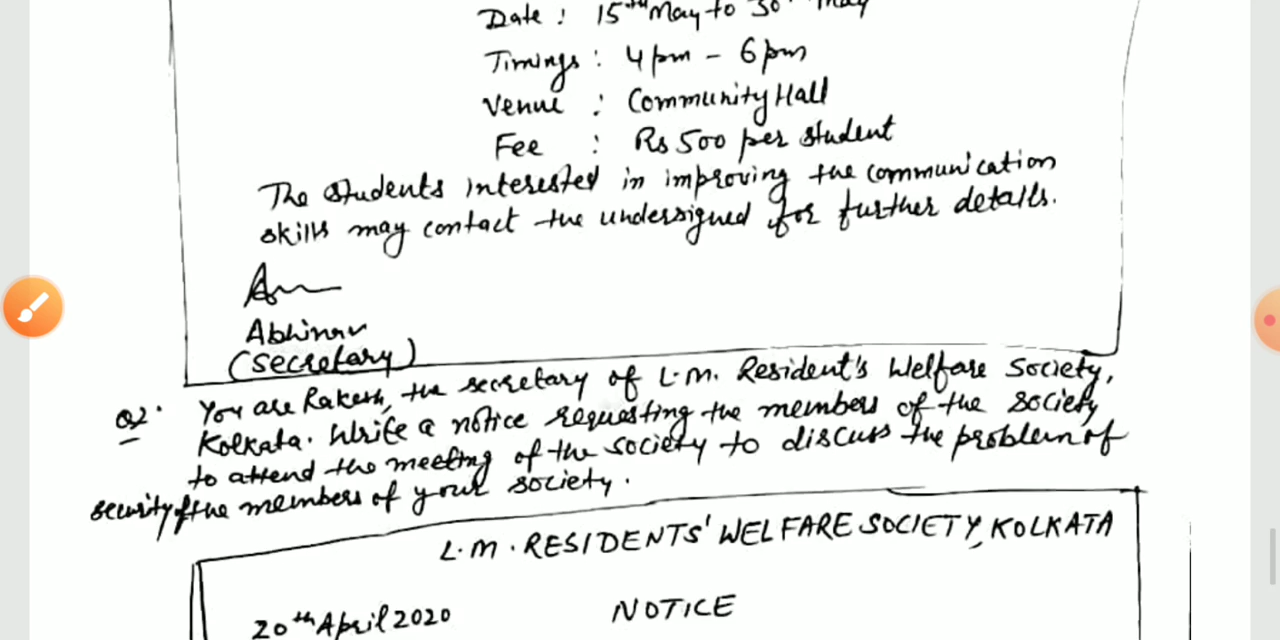 Date : 15th May to 30th May
Timings : 4 pm - 6 pm
Venue : Community Hall
Fee : Rs 500 per student
The students interested in improving the communication
skills may contact the undersigned for further details.
Abhinav
(Secretary)
Q2. You are Rakesh, the secretary of L.M. Resident's Welfare Society,
Kolkata. Write a notice requesting the members of the society
to attend the meeting of the society to discuss the problem of
security of the members of your society.
L.M. RESIDENTS' WELFARE SOCIETY, KOLKATA
NOTICE
20th April 2020